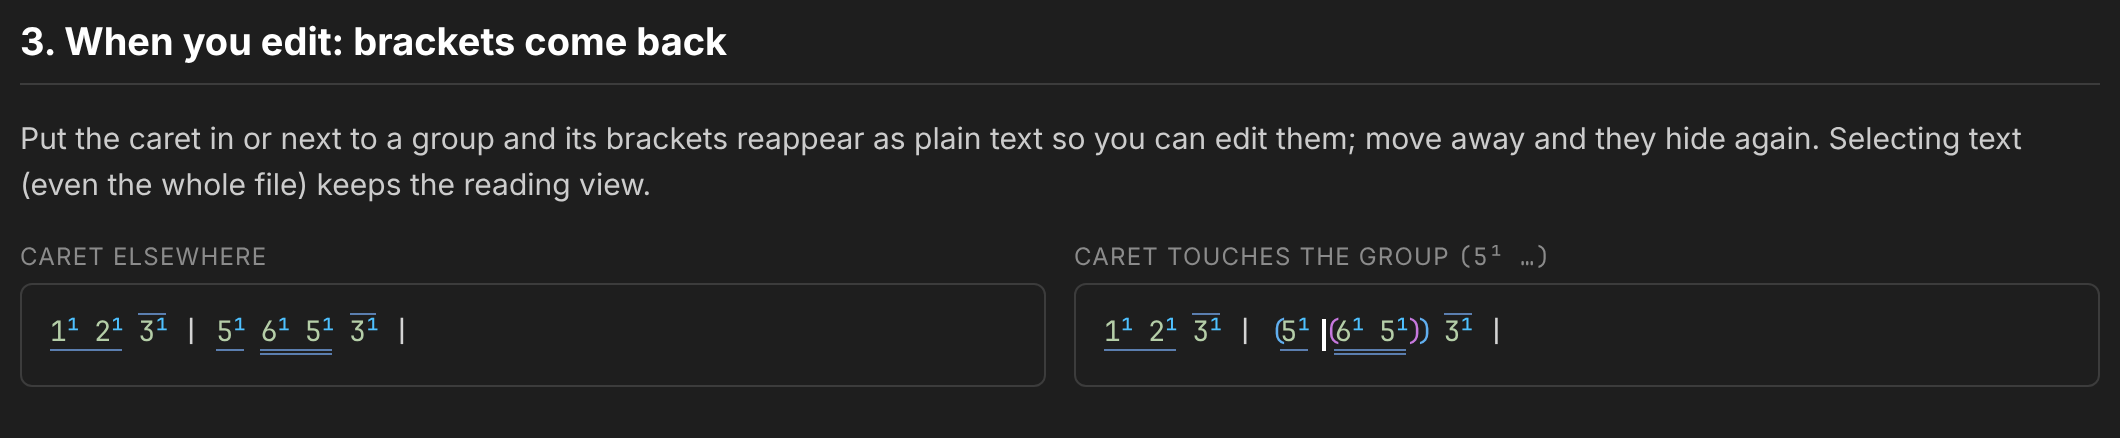 3. When you edit: brackets come back
Put the caret in or next to a group and its brackets reappear as plain text so you can edit them; move away and they hide again. Selecting text
(even the whole file) keeps the reading view.
CARET ELSEWHERE
1¹ 2¹ 3¹ | 5¹ 6¹ 5¹ 3¹ |
CARET TOUCHES THE GROUP (5¹ …)
1¹ 2¹ 3¹ | (5¹ (6¹ 5¹)) 3¹ |